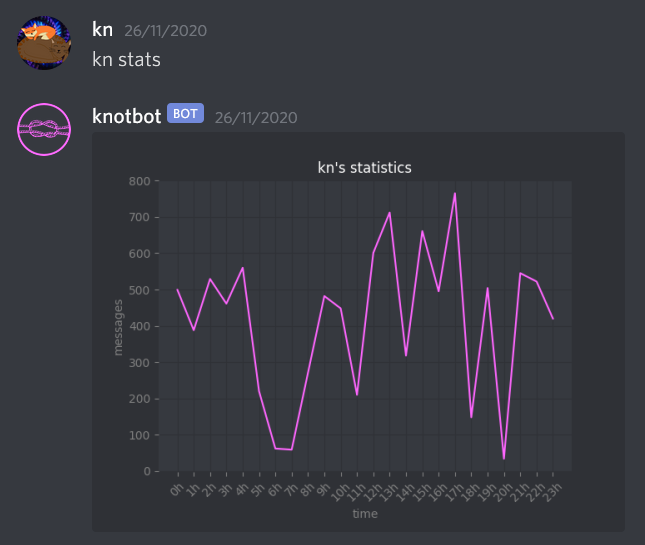 kn 26/11/2020
kn stats
knotbot BOT 26/11/2020
kn's statistics
800
700
600
500
400
300
200
100
0
messages
0h 1h 2h 3h 4h 5h 6h 7h 8h 9h 10h 11h 12h 13h 14h 15h 16h 17h 18h 19h 20h 21h 22h 23h
time